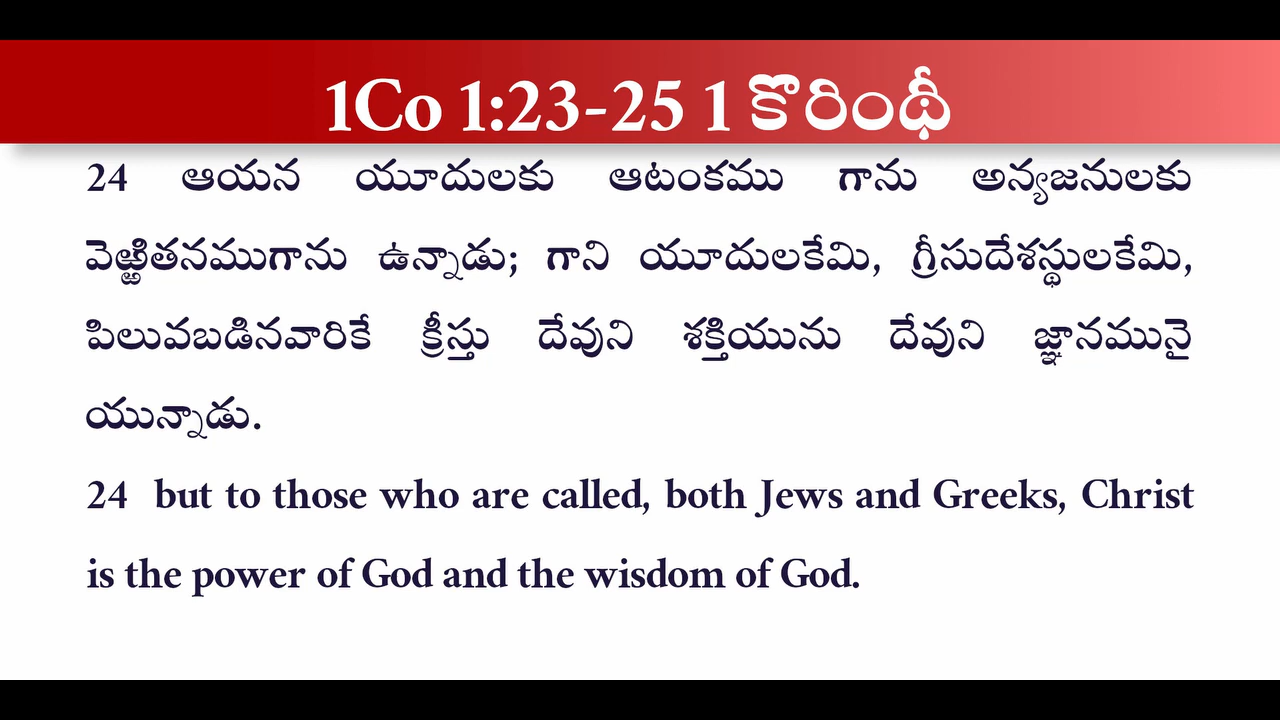 1Co 1:23-25 1 కొరింథీ
24 ఆయన యూదులకు ఆటంకము గాను అన్యజనులకు
వెఱ్ఱితనముగాను ఉన్నాడు; గాని యూదులకేమి, గ్రీసుదేశస్థులకేమి,
పిలువబడినవారికే క్రీస్తు దేవుని శక్తియును దేవుని జ్ఞానమునై
యున్నాడు.
24 but to those who are called, both Jews and Greeks, Christ
is the power of God and the wisdom of God.